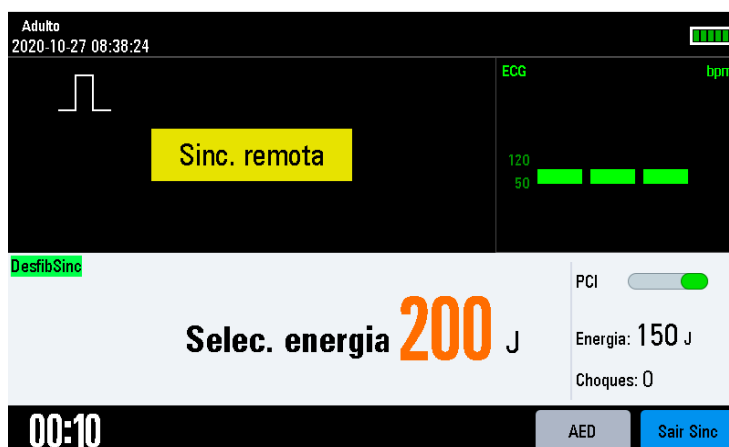 Adulto
2020-10-27 08:38:24
ECG
bpm
Sinc. remota
120
50
DesfibSinc
Selec. energia 200 J
PCI
Energia: 150 J
Choques: 0
00:10
AED
Sair Sinc